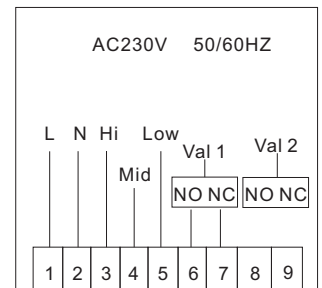 AC230V 50/60HZ
L N Hi Low
Val 1 Val 2
Mid
NO NC NO NC
1 2 3 4 5 6 7 8 9